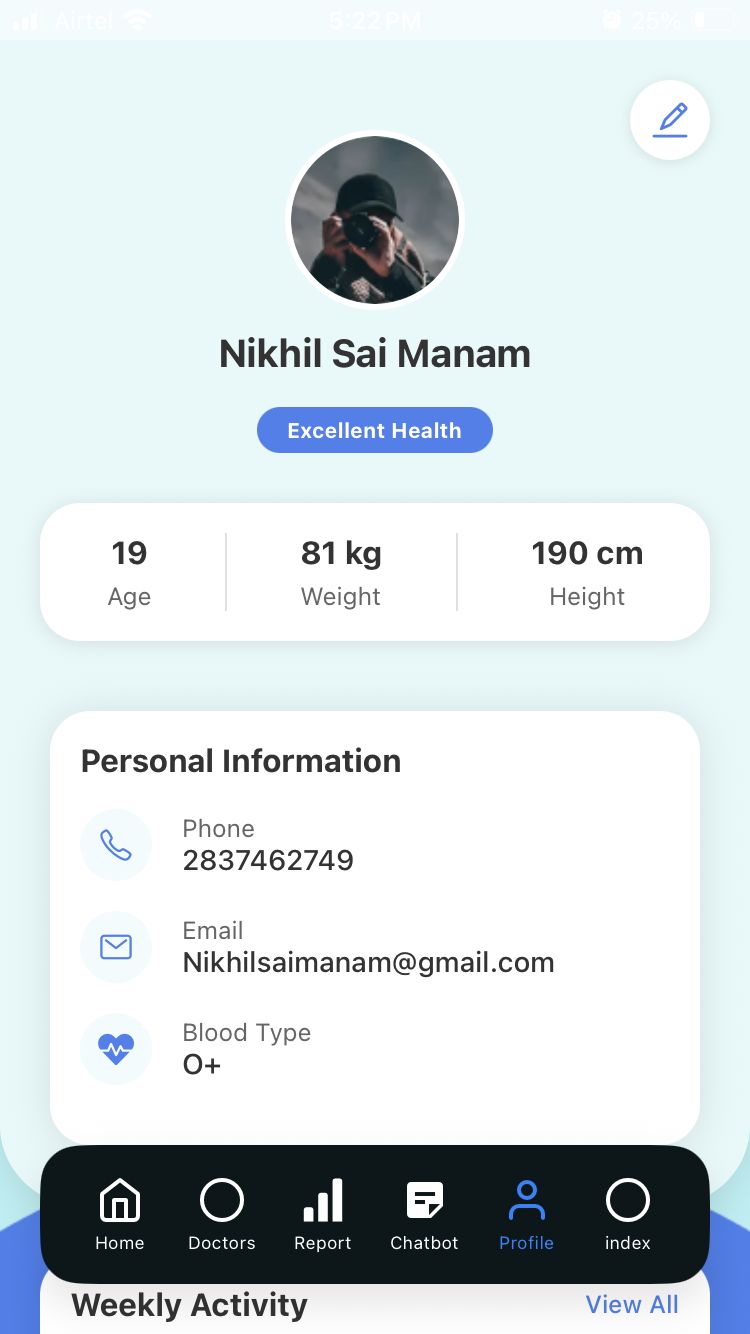 Airtel 5:22 PM 25%
Nikhil Sai Manam
Excellent Health
19 81 kg 190 cm
Age Weight Height
Personal Information
Phone
2837462749
Email
Nikhilsaimanam@gmail.com
Blood Type
O+
Home Doctors Report Chatbot Profile index
Weekly Activity View All